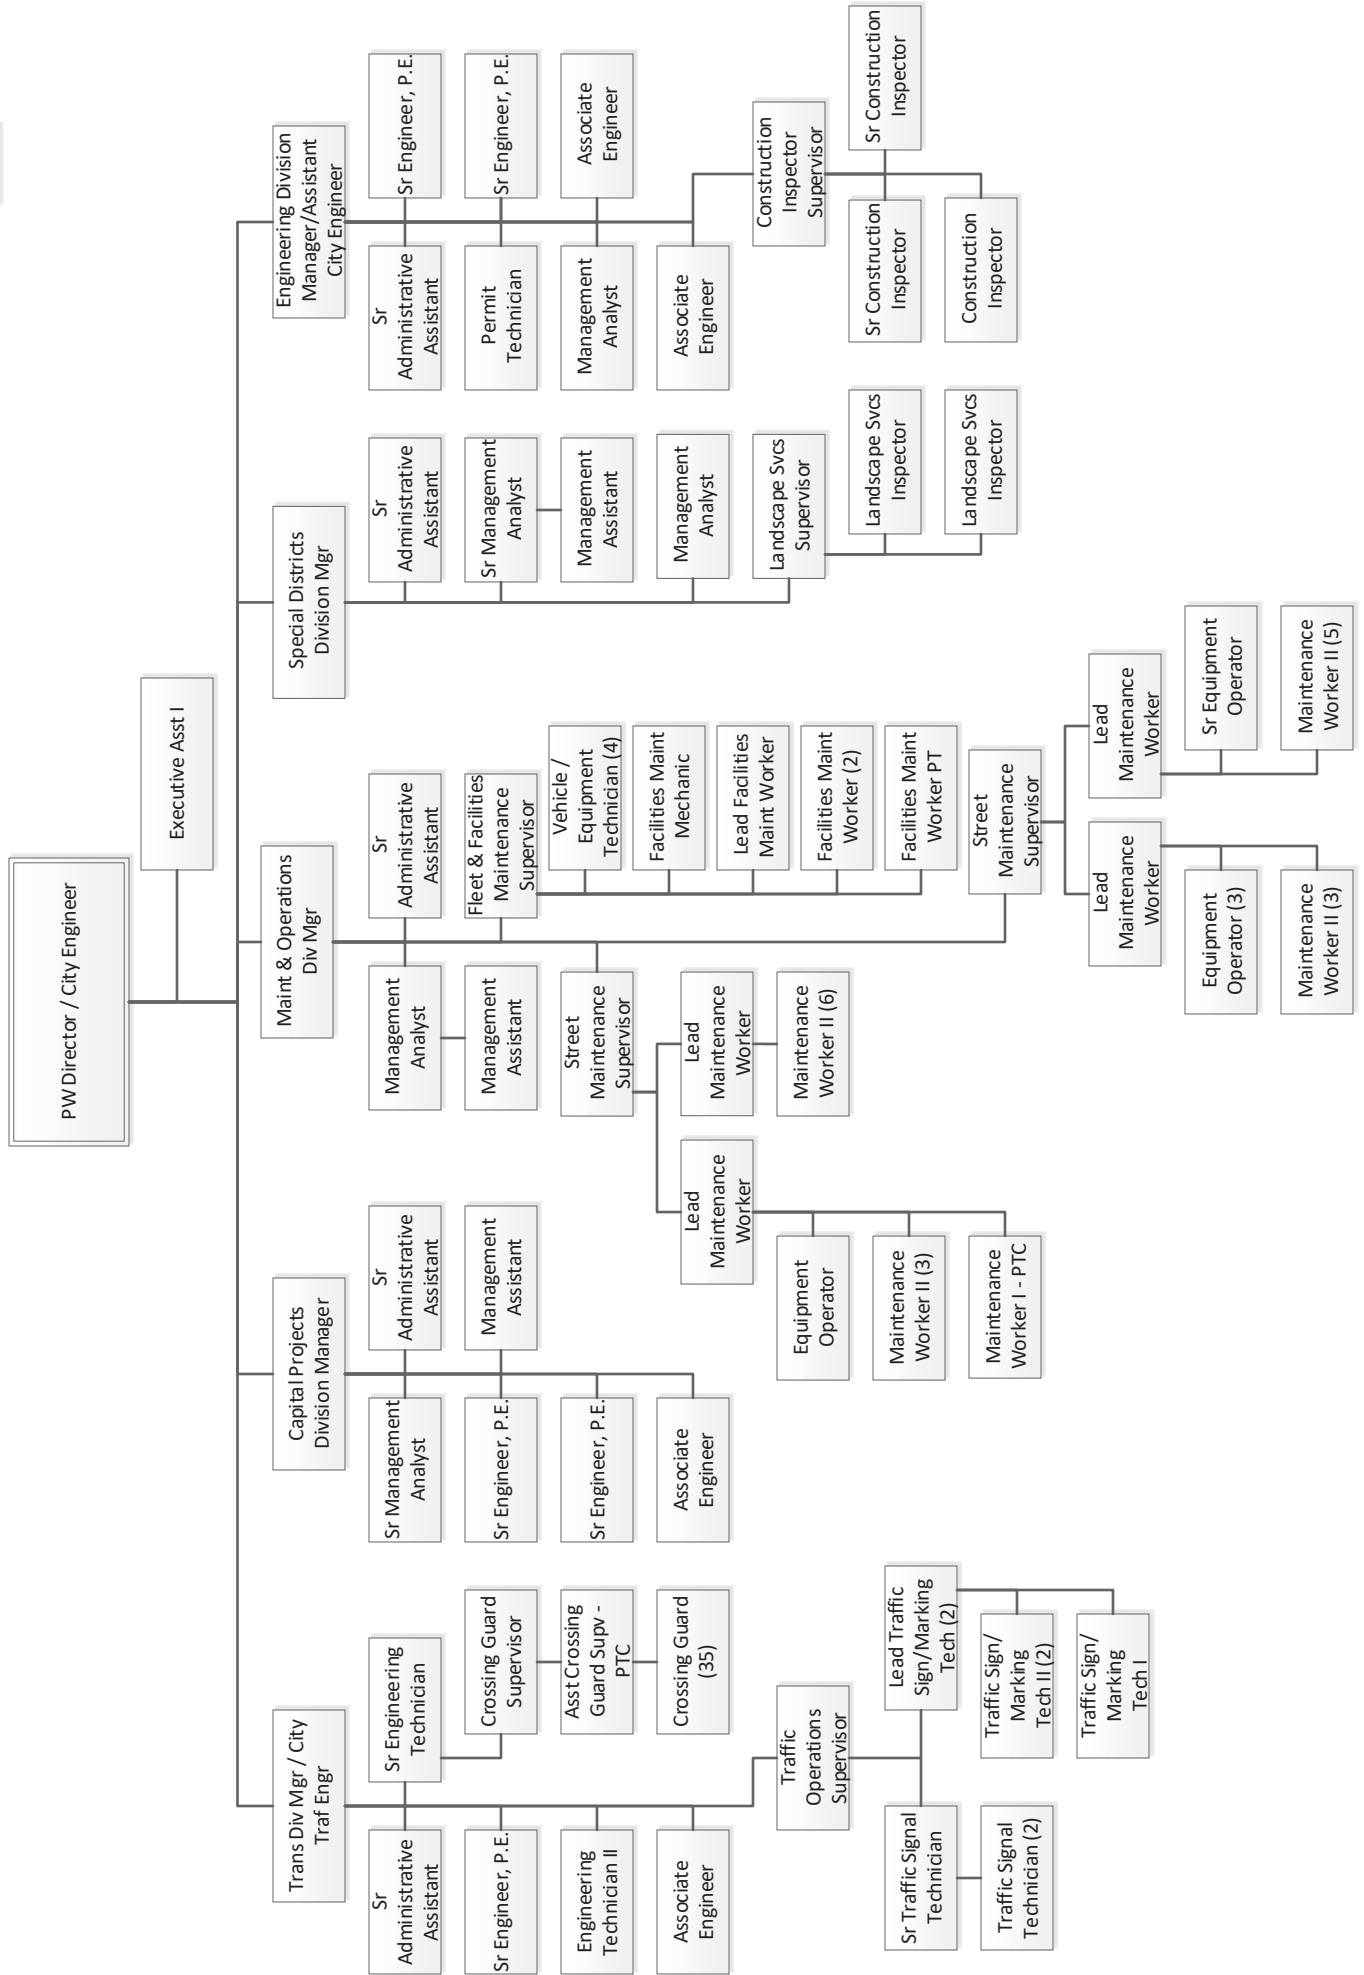 PW Director / City Engineer
Executive Asst I
Trans Div Mgr / City
Traf Engr
Sr
Administrative
Assistant
Sr Engineering
Technician
Sr Engineer, P.E.
Crossing Guard
Supervisor
Engineering
Technician II
Asst Crossing
Guard Supv -
PTC
Associate
Engineer
Crossing Guard
(35)
Traffic
Operations
Supervisor
Sr Traffic Signal
Technician
Lead Traffic
Sign/Marking
Tech (2)
Traffic Signal
Technician (2)
Traffic Sign/
Marking
Tech II (2)
Traffic Sign/
Marking
Tech I
Capital Projects
Division Manager
Sr Management
Analyst
Sr
Administrative
Assistant
Sr Engineer, P.E.
Management
Assistant
Sr Engineer, P.E.
Associate
Engineer
Maint & Operations
Div Mgr
Management
Analyst
Sr
Administrative
Assistant
Management
Assistant
Fleet & Facilities
Maintenance
Supervisor
Vehicle /
Equipment
Technician (4)
Facilities Maint
Mechanic
Lead Facilities
Maint Worker
Facilities Maint
Worker (2)
Facilities Maint
Worker PT
Street
Maintenance
Supervisor
Lead
Maintenance
Worker
Lead
Maintenance
Worker
Equipment
Operator
Maintenance
Worker II (6)
Maintenance
Worker II (3)
Maintenance
Worker I - PTC
Street
Maintenance
Supervisor
Lead
Maintenance
Worker
Lead
Maintenance
Worker
Equipment
Operator (3)
Sr Equipment
Operator
Maintenance
Worker II (3)
Maintenance
Worker II (5)
Special Districts
Division Mgr
Sr
Administrative
Assistant
Sr Management
Analyst
Management
Assistant
Management
Analyst
Landscape Svcs
Supervisor
Landscape Svcs
Inspector
Landscape Svcs
Inspector
Engineering Division
Manager/Assistant
City Engineer
Sr
Administrative
Assistant
Sr Engineer, P.E.
Permit
Technician
Sr Engineer, P.E.
Management
Analyst
Associate
Engineer
Associate
Engineer
Construction
Inspector
Supervisor
Sr Construction
Inspector
Sr Construction
Inspector
Construction
Inspector